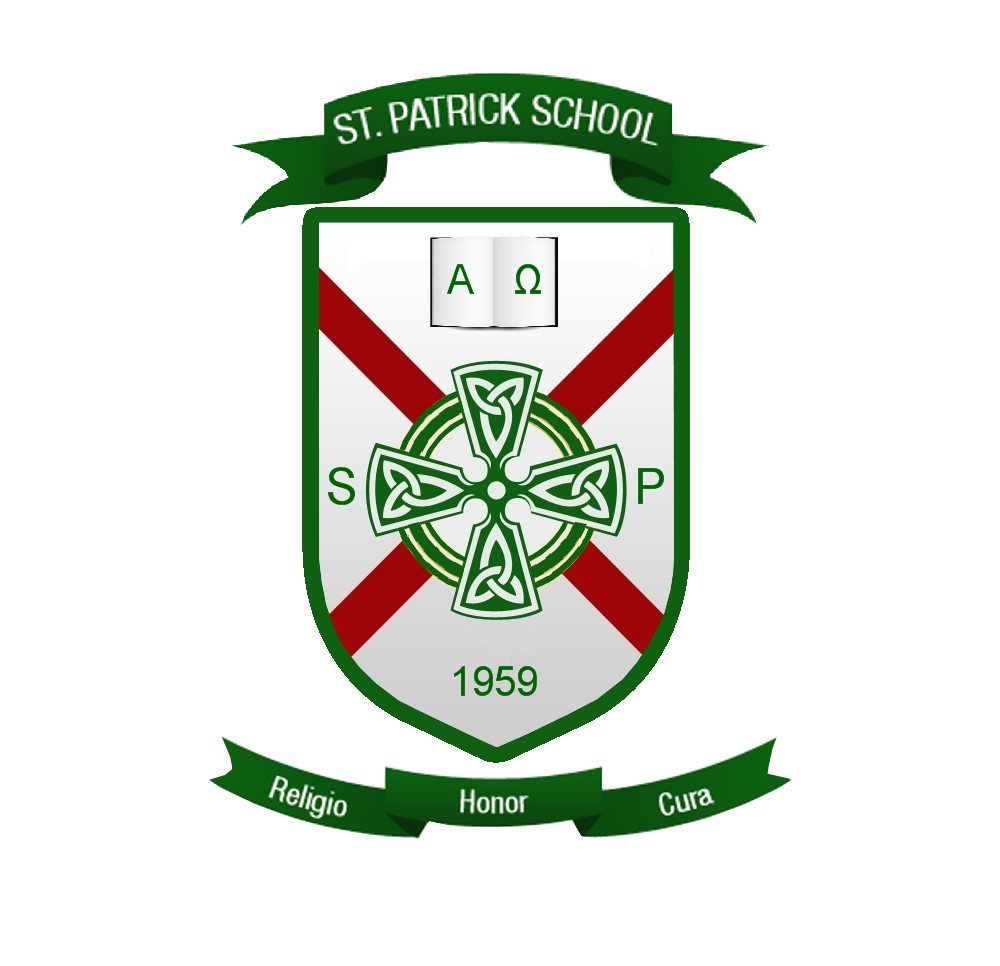 ST. PATRICK SCHOOL
Α Ω
S P
1959
Religio Honor Cura